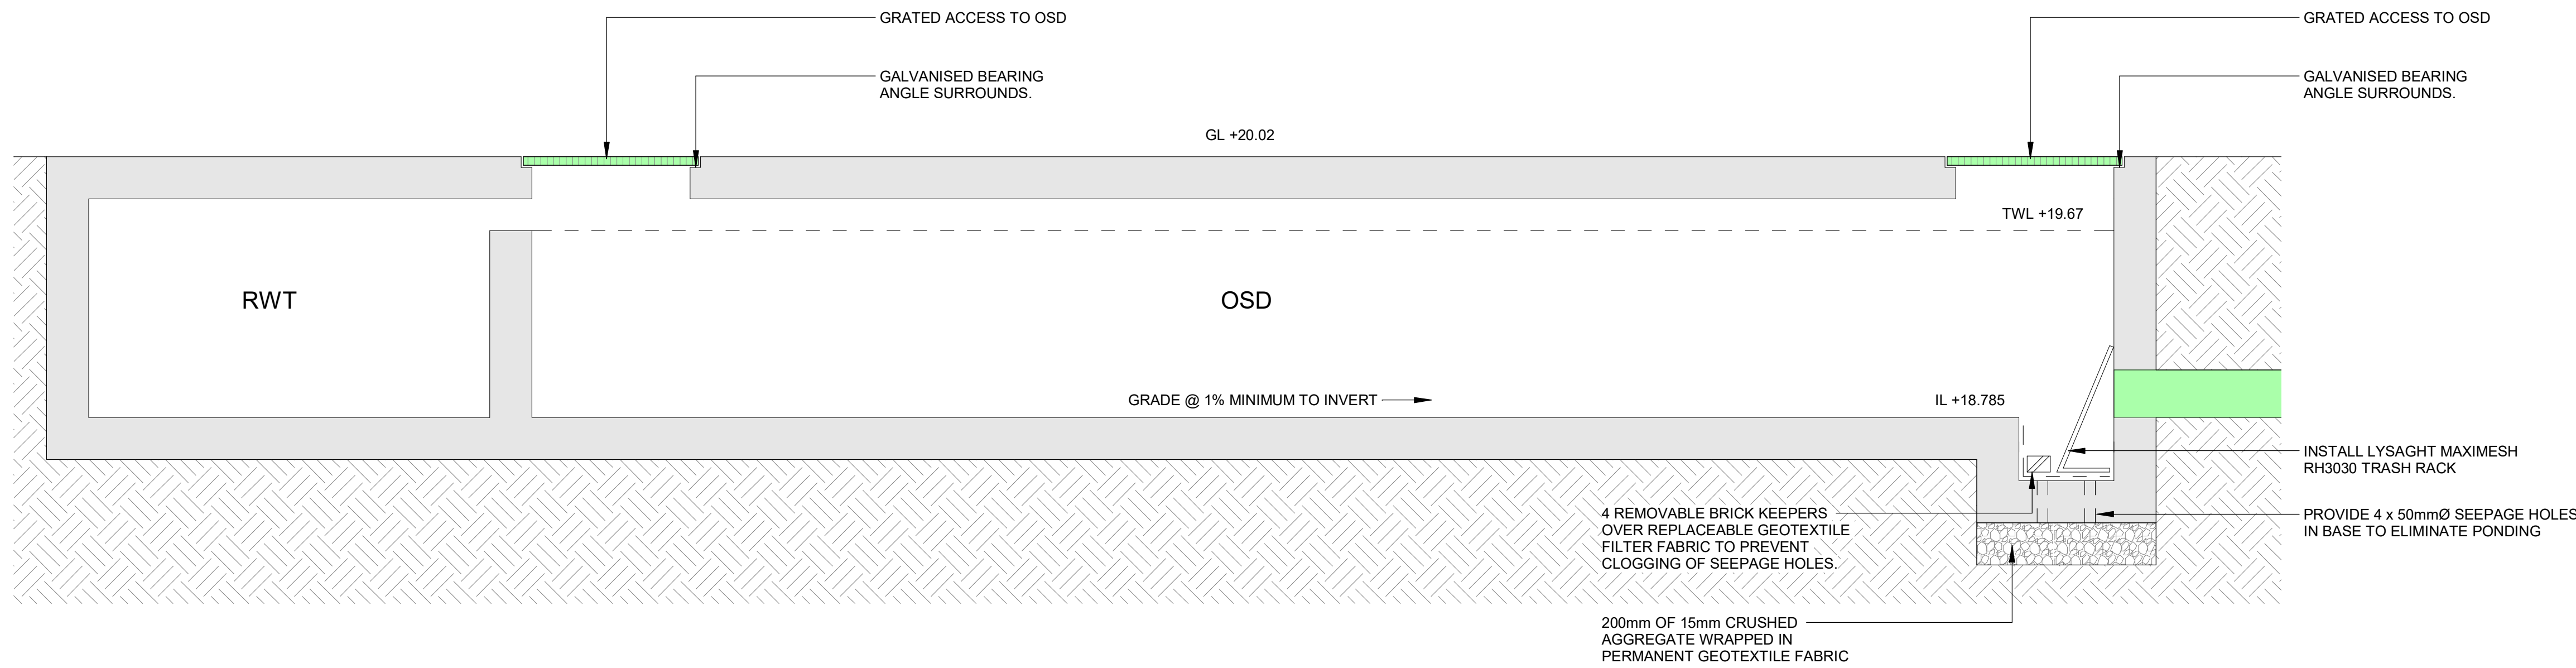 GRATED ACCESS TO OSD
GRATED ACCESS TO OSD
GALVANISED BEARING
ANGLE SURROUNDS.
GALVANISED BEARING
ANGLE SURROUNDS.
GL +20.02
TWL +19.67
RWT
OSD
GRADE @ 1% MINIMUM TO INVERT
IL +18.785
INSTALL LYSAGHT MAXIMESH
RH3030 TRASH RACK
4 REMOVABLE BRICK KEEPERS
OVER REPLACEABLE GEOTEXTILE
FILTER FABRIC TO PREVENT
CLOGGING OF SEEPAGE HOLES.
PROVIDE 4 x 50mmØ SEEPAGE HOLES
IN BASE TO ELIMINATE PONDING
200mm OF 15mm CRUSHED
AGGREGATE WRAPPED IN
PERMANENT GEOTEXTILE FABRIC